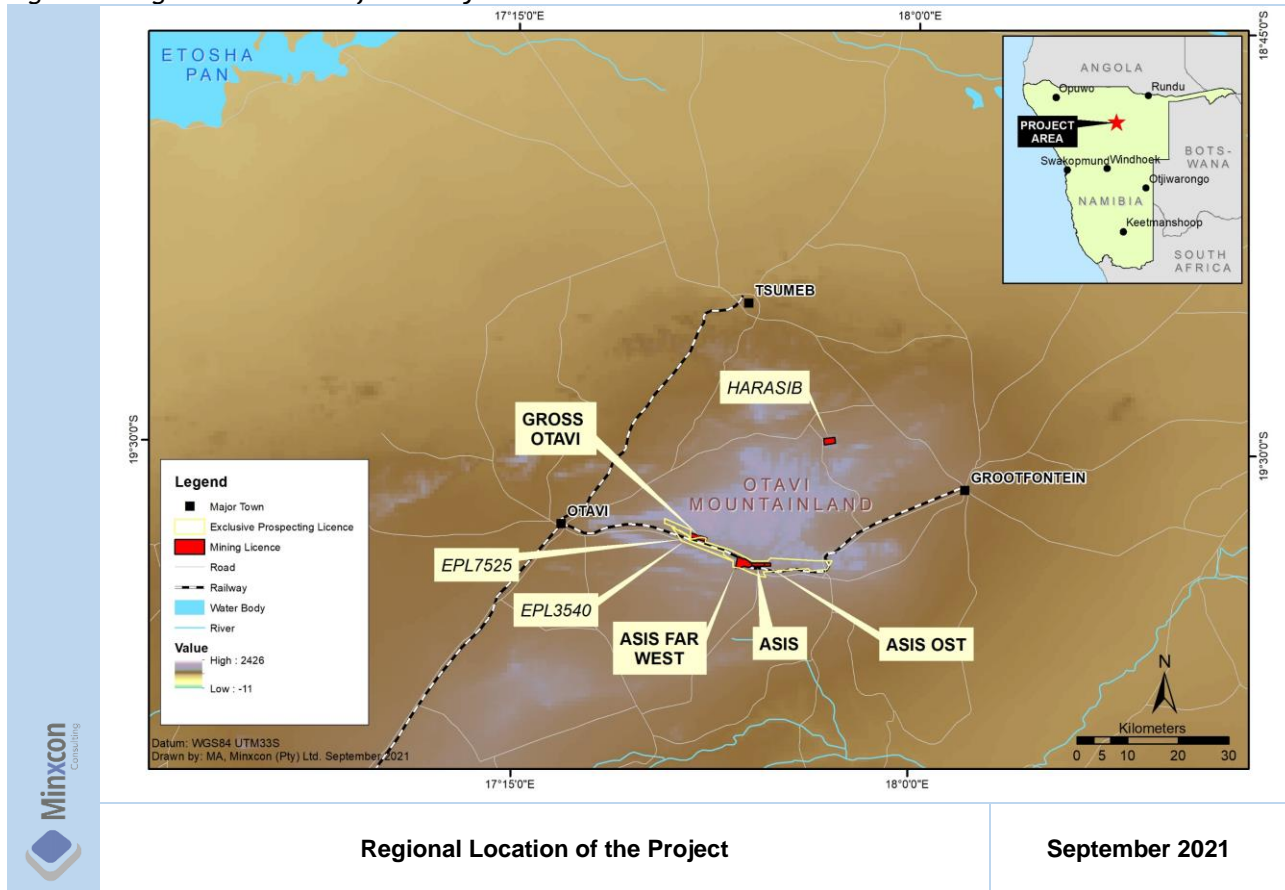 17°15'0"E
18°0'0"E
18°45'0"S
ETOSHA
PAN
ANGOLA
Opuwo
Rundu
PROJECT
AREA
BOTS-
WANA
Swakopmund
Windhoek
Otjiwarongo
NAMIBIA
Keetmanshoop
SOUTH
AFRICA
TSUMEB
HARASIB
GROSS
OTAVI
19°30'0"S
19°30'0"S
OTAVI
MOUNTAINLAND
GROOTFONTEIN
OTAVI
EPL7525
EPL3540
ASIS FAR
WEST
ASIS
ASIS OST
Legend
Major Town
Exclusive Prospecting Licence
Mining Licence
Road
Railway
Water Body
River
Value
High : 2426
Low : -11
N
Kilometers
0 5 10 20 30
Datum: WGS84 UTM33S
Drawn by: MA, Minxcon (Pty) Ltd. September 2021
17°15'0"E
18°0'0"E
Minxcon
Consulting
Regional Location of the Project
September 2021